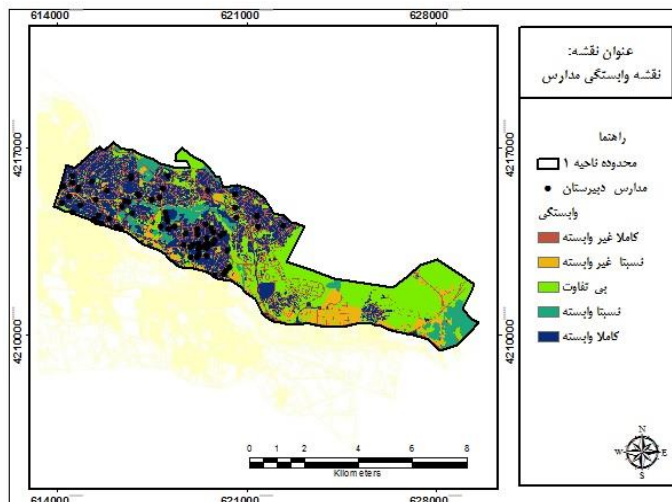 614000 621000 628000
عنوان نقشه:
نقشه وابستگی مدارس
راهنما
محدوده ناحیه ۱
مدارس دبیرستان
وابستگی
کاملا غیر وابسته
نسبتا غیر وابسته
بی تفاوت
نسبتا وابسته
کاملا وابسته
4217000
4217000
4210000
4210000
0 1 2 4 6 8
Kilometers
N
W E
S
614000 621000 628000